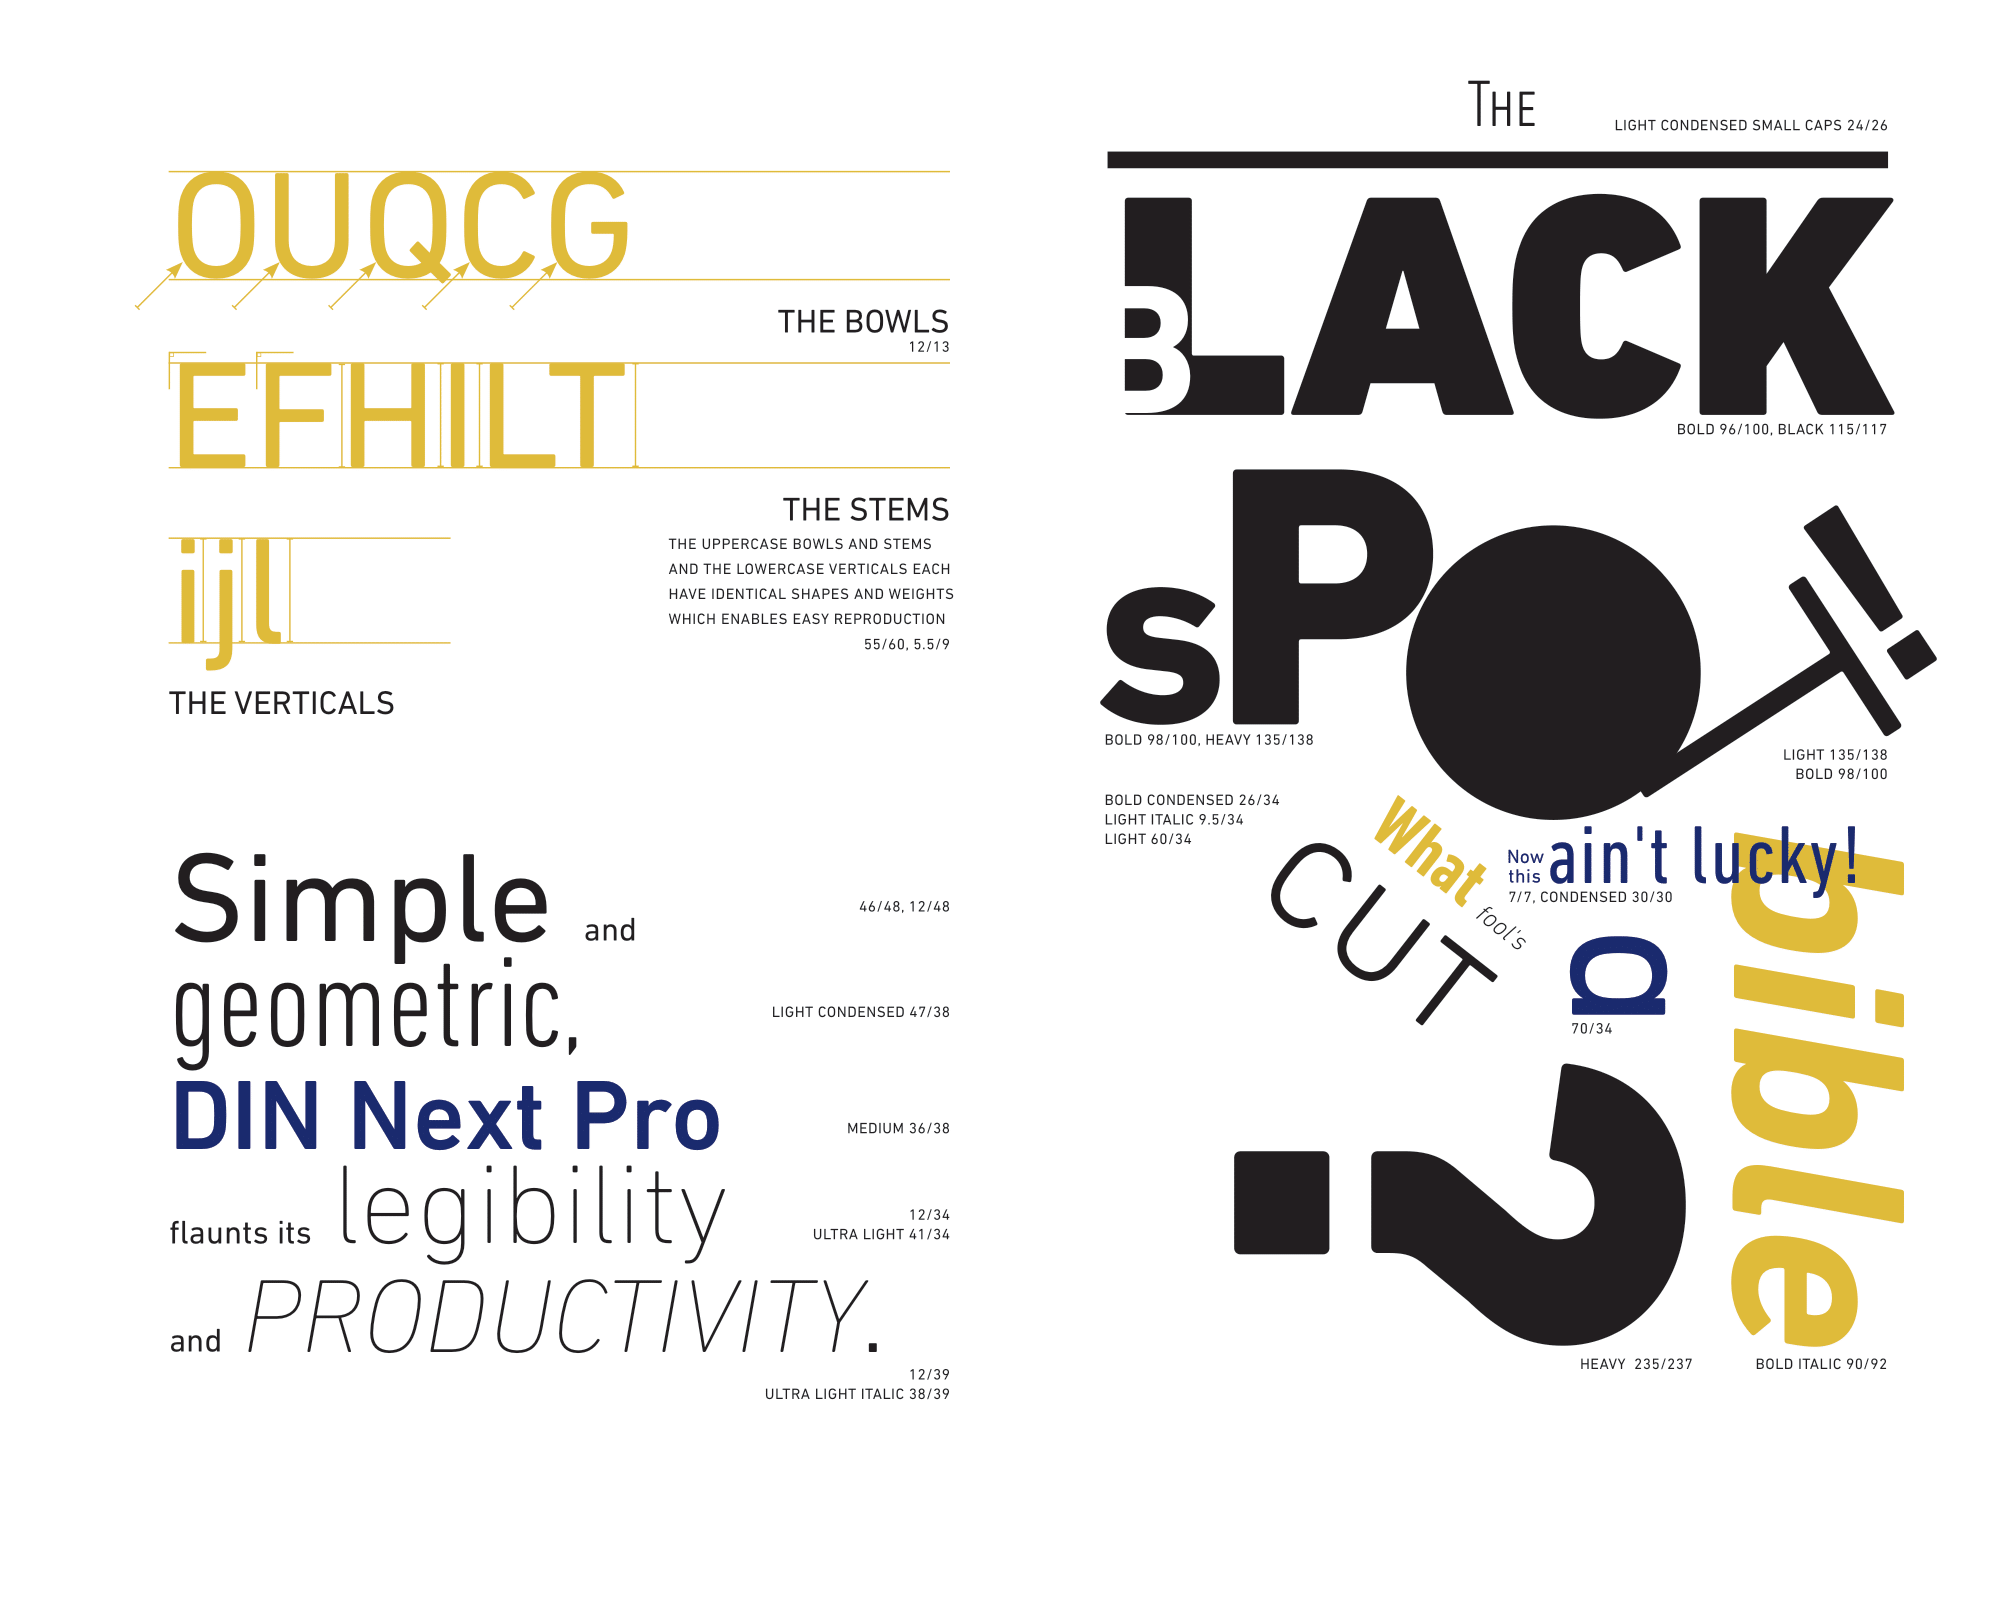 OUQCG
THE BOWLS
12/13
EFHILT
THE STEMS
THE UPPERCASE BOWLS AND STEMS
AND THE LOWERCASE VERTICALS EACH
HAVE IDENTICAL SHAPES AND WEIGHTS
WHICH ENABLES EASY REPRODUCTION
55/60, 5.5/9
ijl
THE VERTICALS
Simple and
46/48, 12/48
geometric,
LIGHT CONDENSED 47/38
DIN Next Pro
MEDIUM 36/38
flaunts its legibility
12/34
ULTRA LIGHT 41/34
and PRODUCTIVITY.
12/39
ULTRA LIGHT ITALIC 38/39
THE
LIGHT CONDENSED SMALL CAPS 24/26
BLACK
BOLD 96/100, BLACK 115/117
sPOT!
BOLD 98/100, HEAVY 135/138
LIGHT 135/138
BOLD 98/100
BOLD CONDENSED 26/34
LIGHT ITALIC 9.5/34
LIGHT 60/34
What fool's
CUT
a
70/34
bible
?
Now
this ain't lucky!
7/7, CONDENSED 30/30
HEAVY 235/237
BOLD ITALIC 90/92